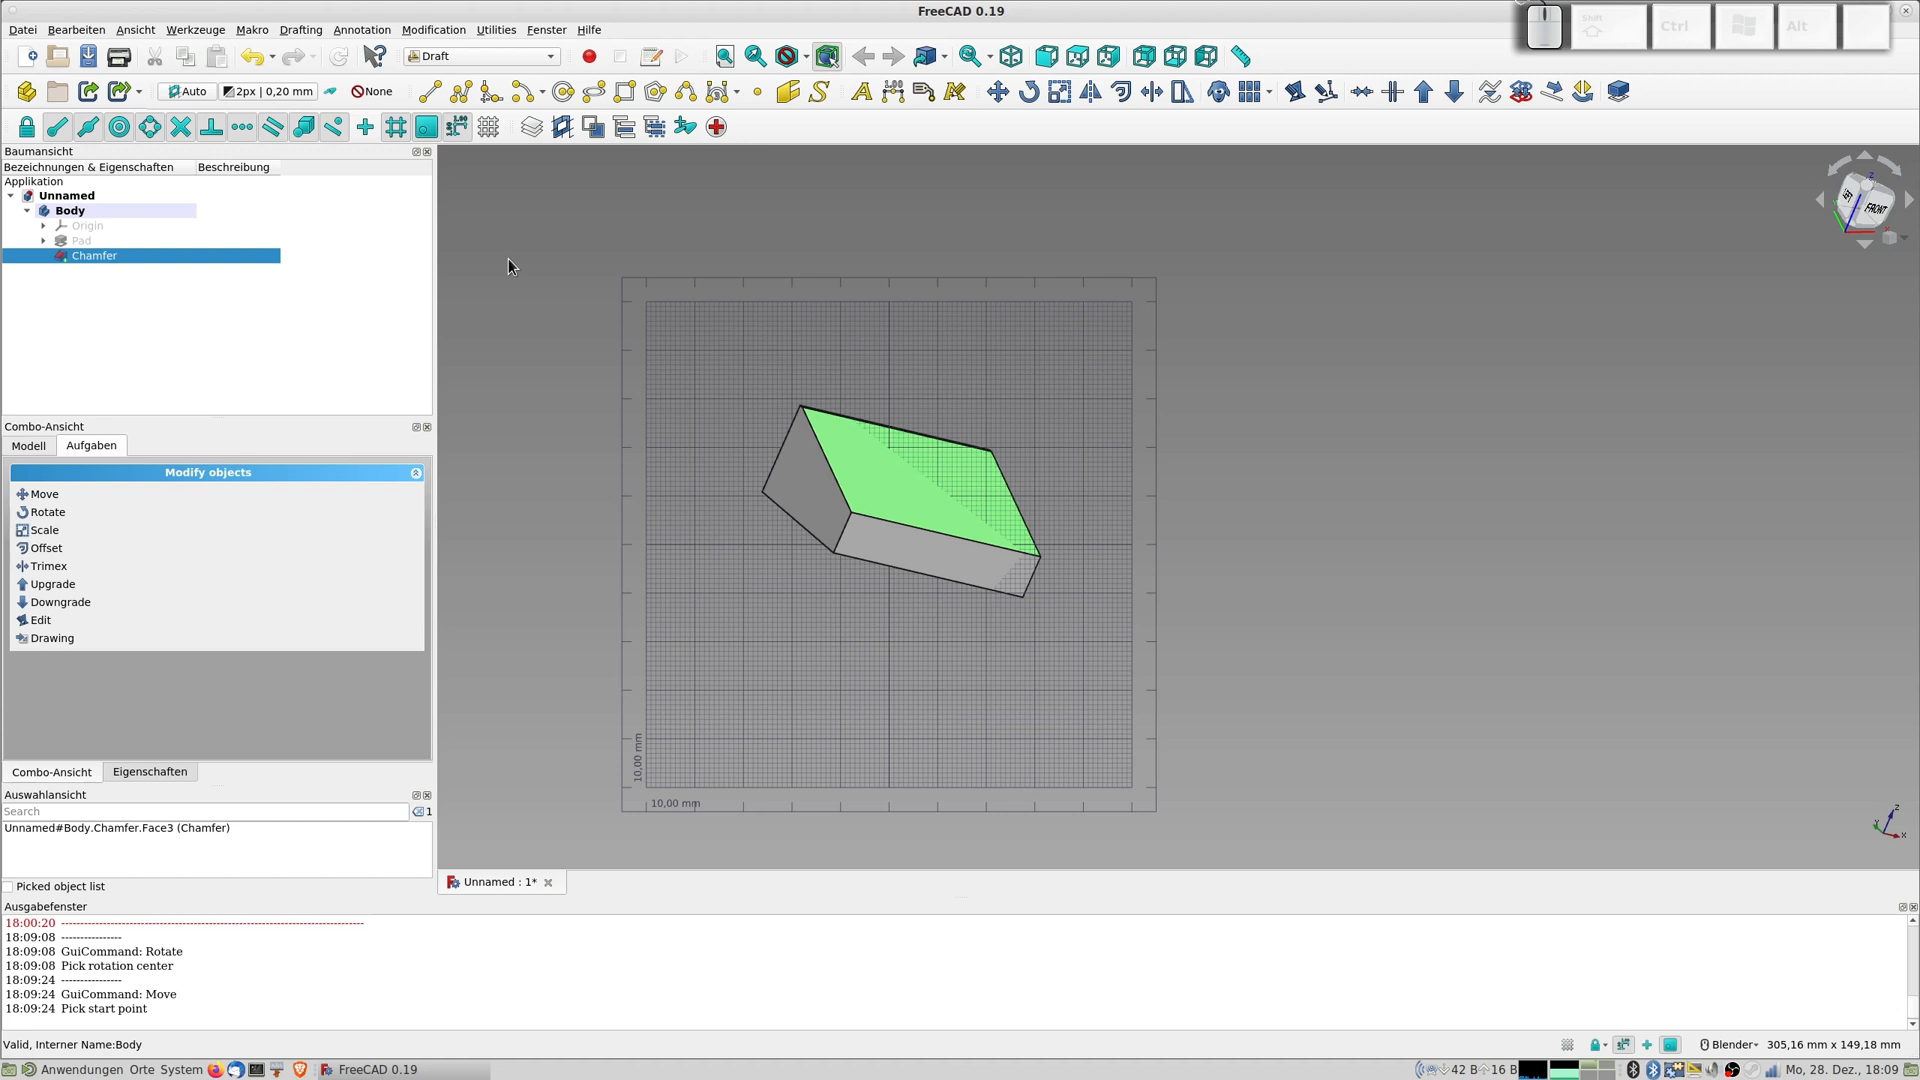 FreeCAD 0.19
Shift
Ctrl
Alt
Datei Bearbeiten Ansicht Werkzeuge Makro Drafting Annotation Modification Utilities Fenster Hilfe
Draft
Auto 2px | 0,20 mm None
Baumansicht
Bezeichnungen & Eigenschaften Beschreibung
Applikation
Unnamed
Body
Origin
Pad
Chamfer
FRONT
Combo-Ansicht
Modell Aufgaben
Modify objects
Move
Rotate
Scale
Offset
Trimex
Upgrade
Downgrade
Edit
Drawing
10,00 mm
10,00 mm
Z
Y
X
Combo-Ansicht Eigenschaften
Auswahlansicht
Search 1
Unnamed#Body.Chamfer.Face3 (Chamfer)
Picked object list
Unnamed : 1*
Ausgabefenster
18:00:20 --------------------------------------------------------------------------------
18:09:08 ----------------
18:09:08 GuiCommand: Rotate
18:09:08 Pick rotation center
18:09:24 ----------------
18:09:24 GuiCommand: Move
18:09:24 Pick start point
Valid, Interner Name:Body
Blender 305,16 mm x 149,18 mm
Anwendungen Orte System FreeCAD 0.19 42 B 16 B Mo, 28. Dez., 18:09